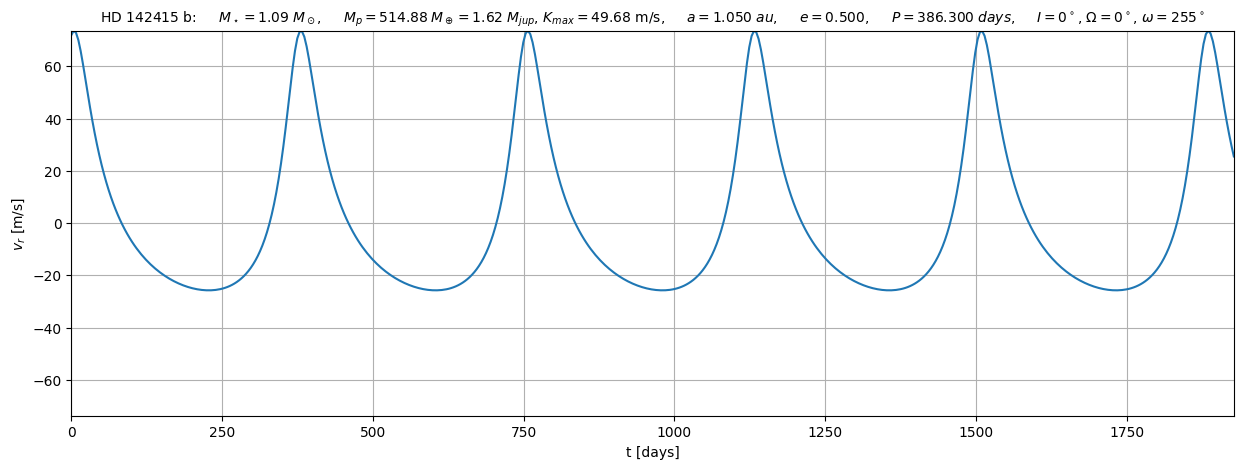 HD 142415 b: M⋆ = 1.09 M⊙, Mp = 514.88 M⊕ = 1.62 Mjup, Kmax = 49.68 m/s, a = 1.050 au, e = 0.500, P = 386.300 days, I = 0°, Ω = 0°, ω = 255°
60
40
20
0
−20
−40
−60
vr [m/s]
0 250 500 750 1000 1250 1500 1750
t [days]